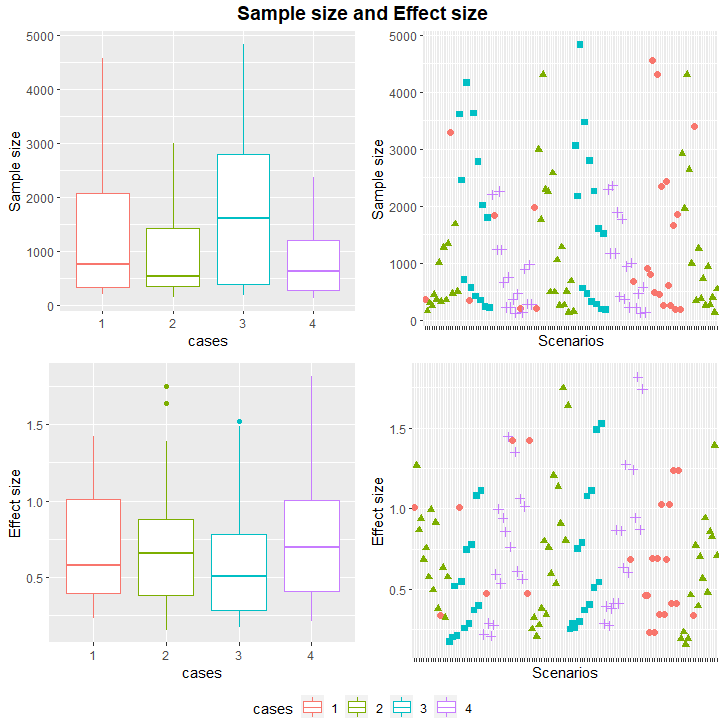 Sample size and Effect size
Sample size
5000
4000
3000
2000
1000
0
1 2 3 4
cases
Sample size
5000
4000
3000
2000
1000
0
Scenarios
Effect size
1.5
1.0
0.5
1 2 3 4
cases
Effect size
1.5
1.0
0.5
Scenarios
cases 1 2 3 4